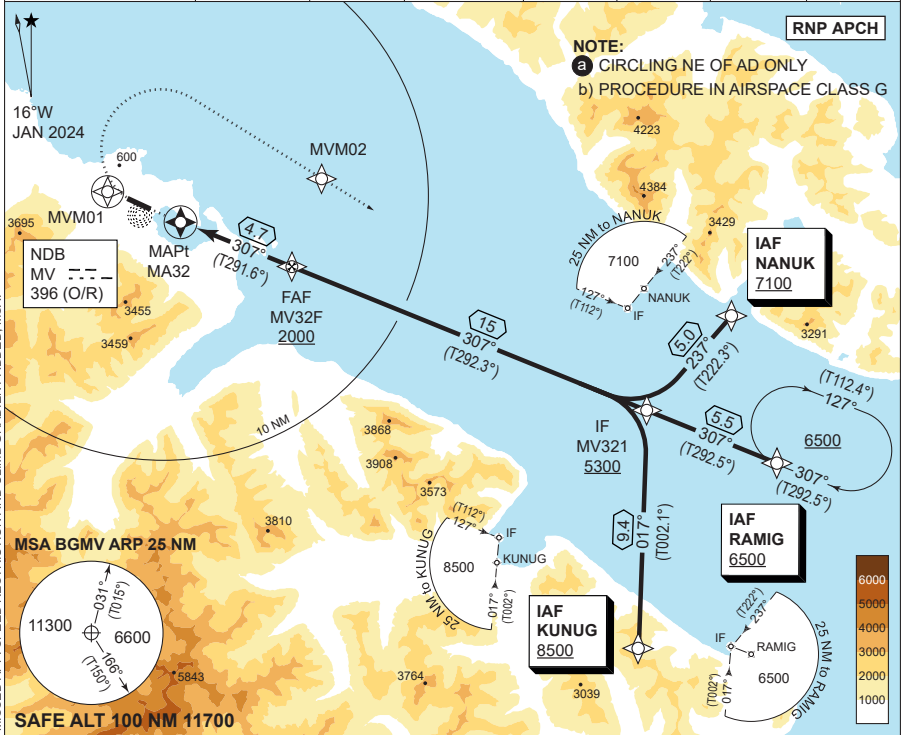 RNP APCH
NOTE:
a CIRCLING NE OF AD ONLY
b) PROCEDURE IN AIRSPACE CLASS G
16°W
JAN 2024
4223
600
MVM02
4384
MVM01
3695
MAPt
MA32
4.7
307°
(T291.6°)
25 NM to NANUK
7100
237°
(T222°)
NANUK
127°
(T112°)
IF
3429
IAF
NANUK
7100
NDB
MV
396 (O/R)
FAF
MV32F
2000
3455
3459
15
307°
(T292.3°)
5.0
237°
(T222.3°)
3291
(T112.4°)
127°
6500
IF
MV321
5300
5.5
307°
(T292.5°)
307°
(T292.5°)
10 NM
3868
3908
3573
3810
9.4
017°
(T002.1°)
IAF
RAMIG
6500
(T112°)
127°
IF
KUNUG
8500
25 NM to KUNUG
017°
(T002°)
MSA BGMV ARP 25 NM
031°
(T015°)
11300
6600
166°
(T150°)
5843
SAFE ALT 100 NM 11700
3764
IAF
KUNUG
8500
3039
(T222°)
237°
IF
RAMIG
6500
25 NM to RAMIG
017°
(T002°)
6000
5000
4000
3000
2000
1000